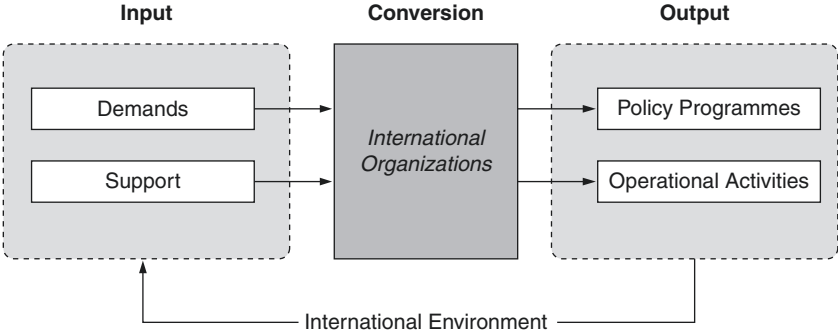 Input
Conversion
Output
Demands
International
Organizations
Policy Programmes
Support
Operational Activities
International Environment